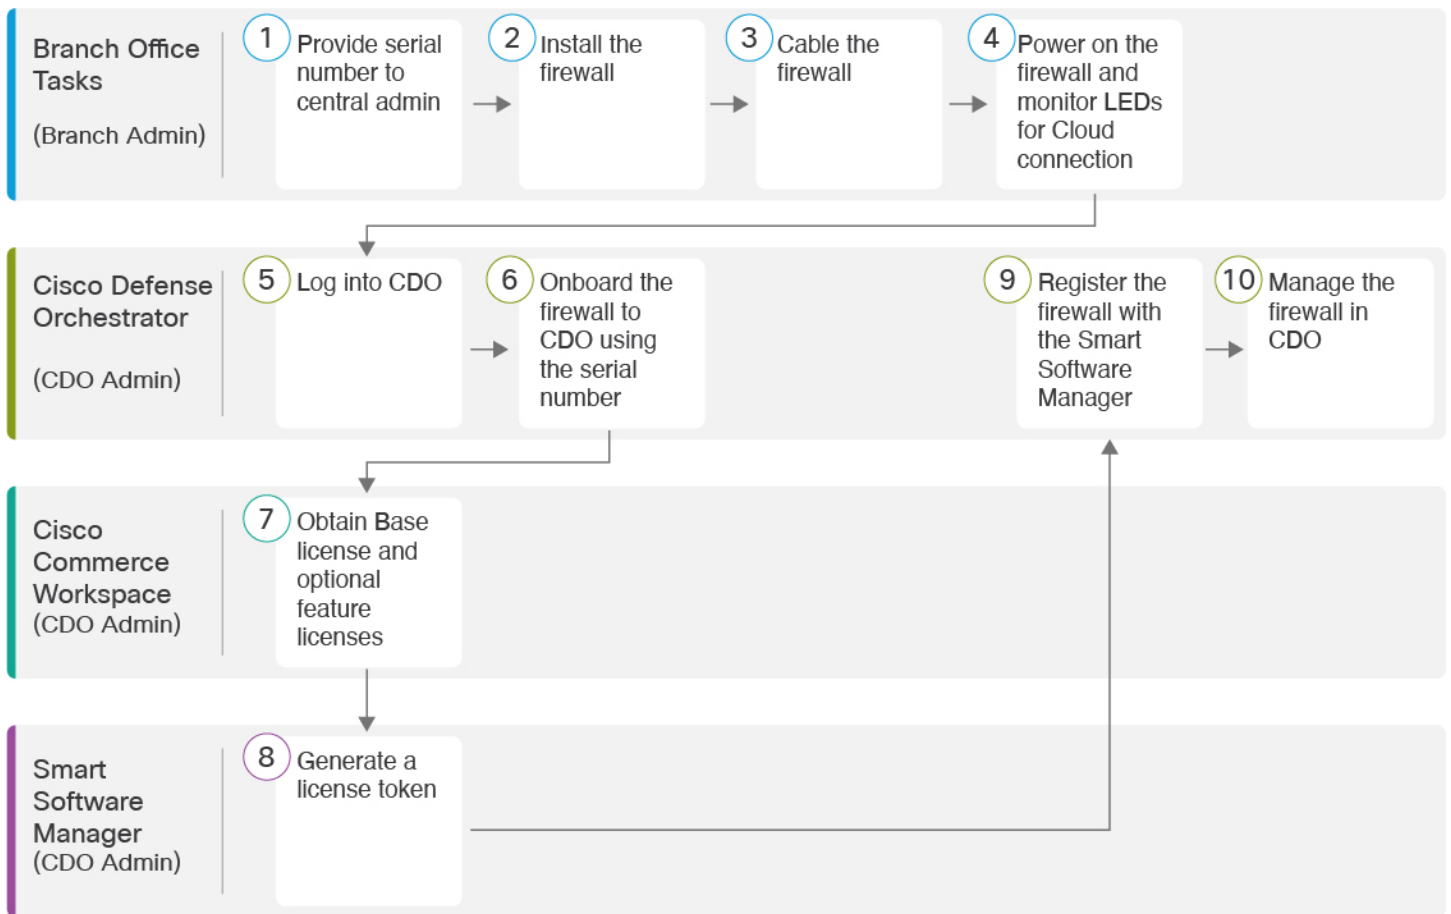 Branch Office
Tasks
(Branch Admin)
1
Provide serial
number to
central admin
2
Install the
firewall
3
Cable the
firewall
4
Power on the
firewall and
monitor LEDs
for Cloud
connection
Cisco Defense
Orchestrator
(CDO Admin)
5
Log into CDO
6
Onboard the
firewall to
CDO using
the serial
number
9
Register the
firewall with
the Smart
Software
Manager
10
Manage the
firewall in
CDO
Cisco
Commerce
Workspace
(CDO Admin)
7
Obtain Base
license and
optional
feature
licenses
Smart
Software
Manager
(CDO Admin)
8
Generate a
license token